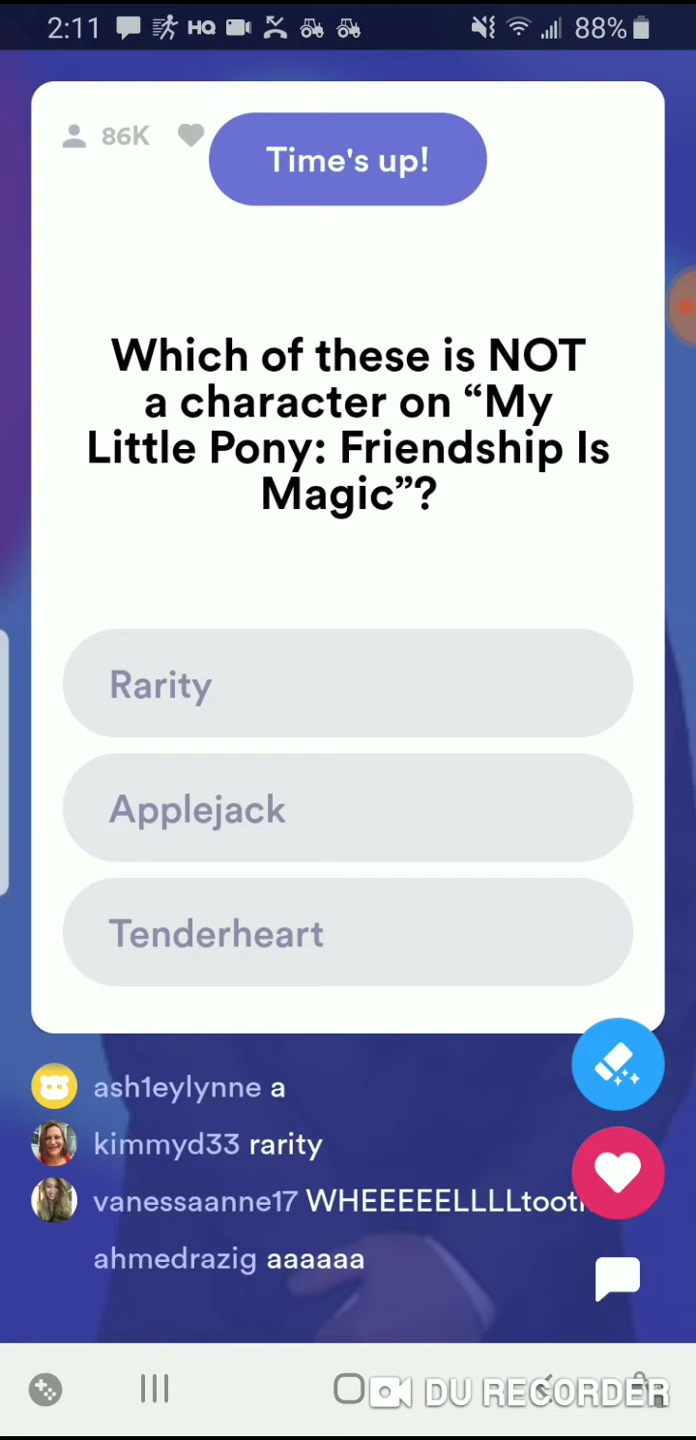 2:11 HQ 88%
86K Time's up!
Which of these is NOT
a character on “My
Little Pony: Friendship Is
Magic”?
Rarity
Applejack
Tenderheart
ash1eylynne a
kimmyd33 rarity
vanessaanne17
ahmedrazig aaaaaa
DU RECORDER